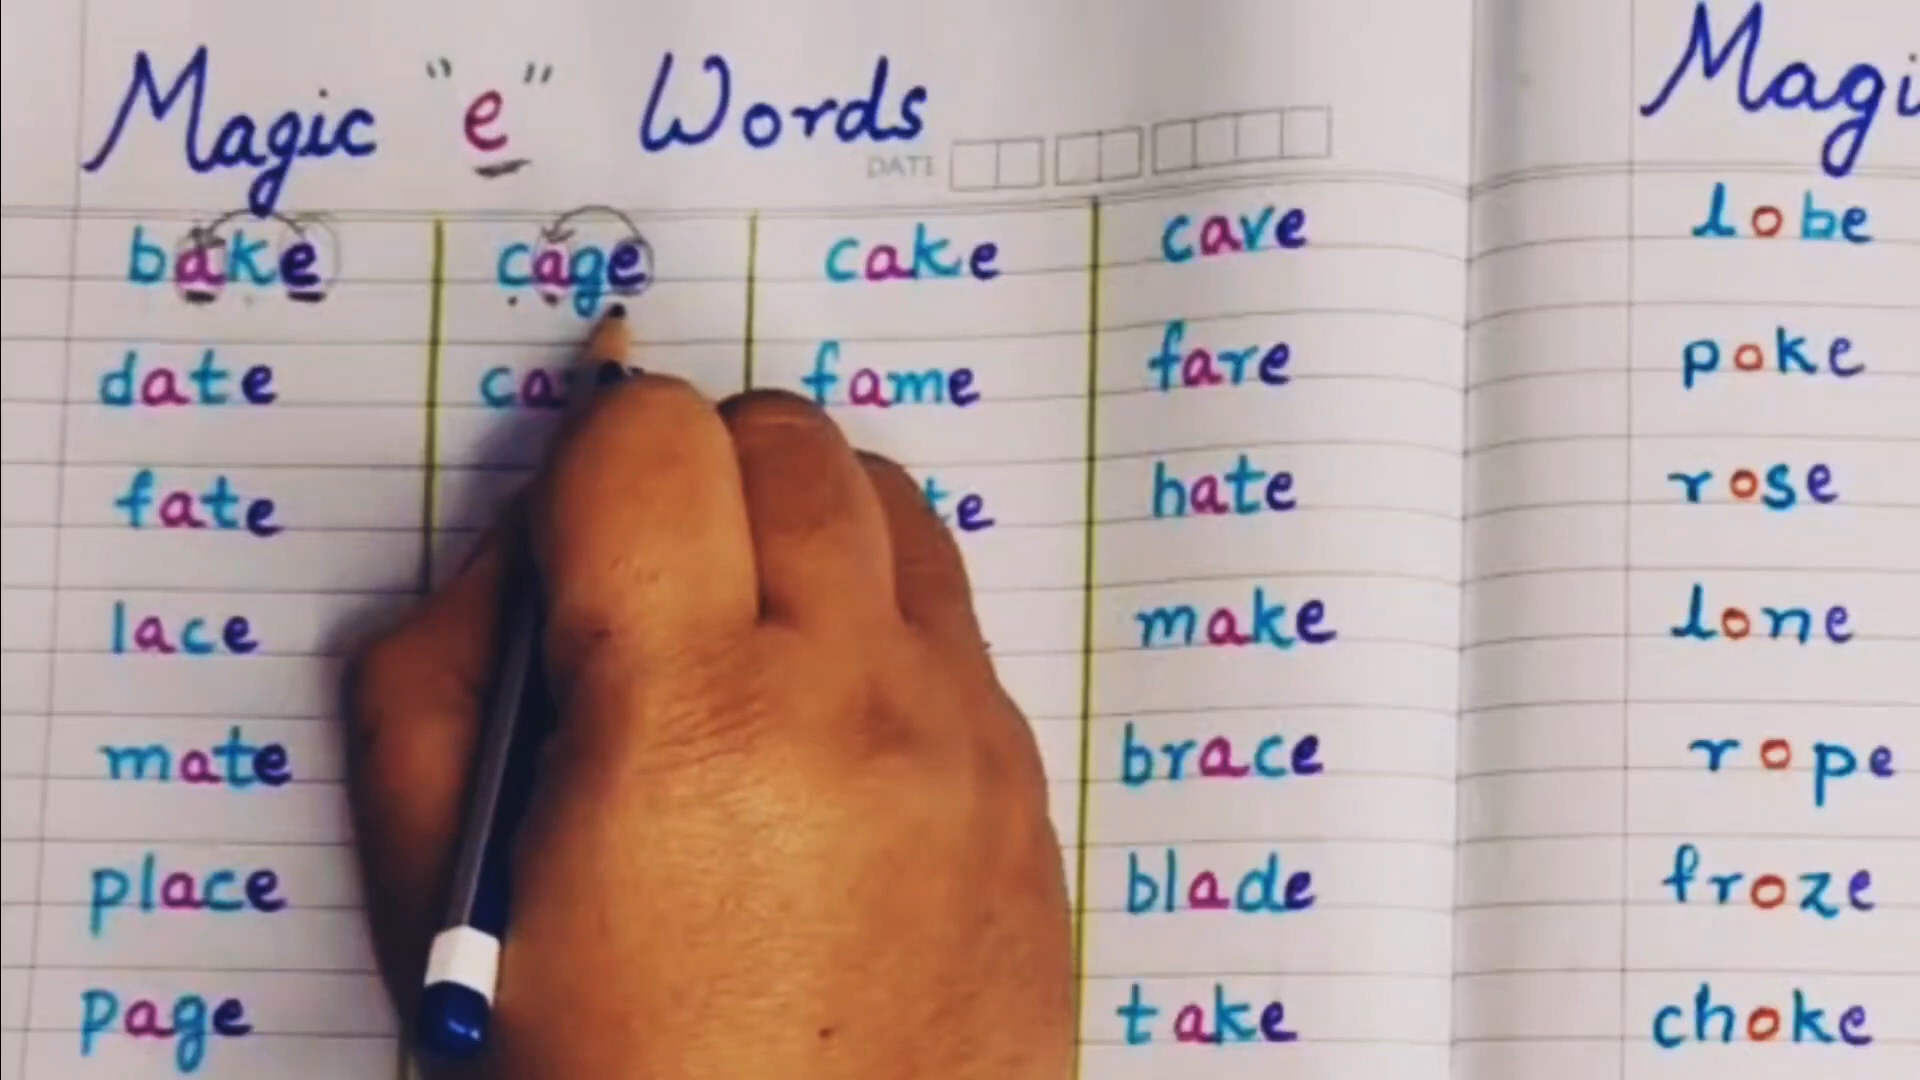 Magic "e" Words
Magi
DATE
bake cage cake cave
date fame fare
fate hate
lace make
mate brace
place blade
page take
lobe
poke
rose
lone
rope
froze
choke